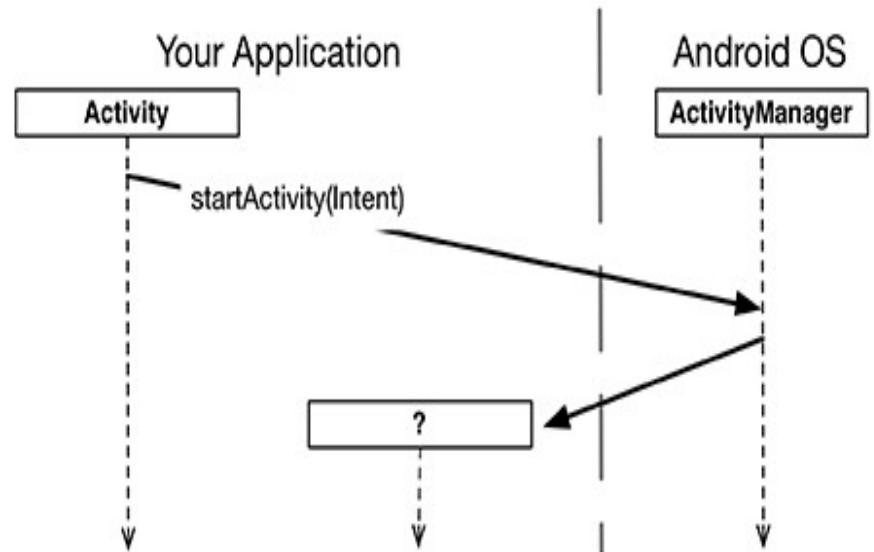 Your Application
Android OS
Activity
ActivityManager
startActivity(Intent)
?